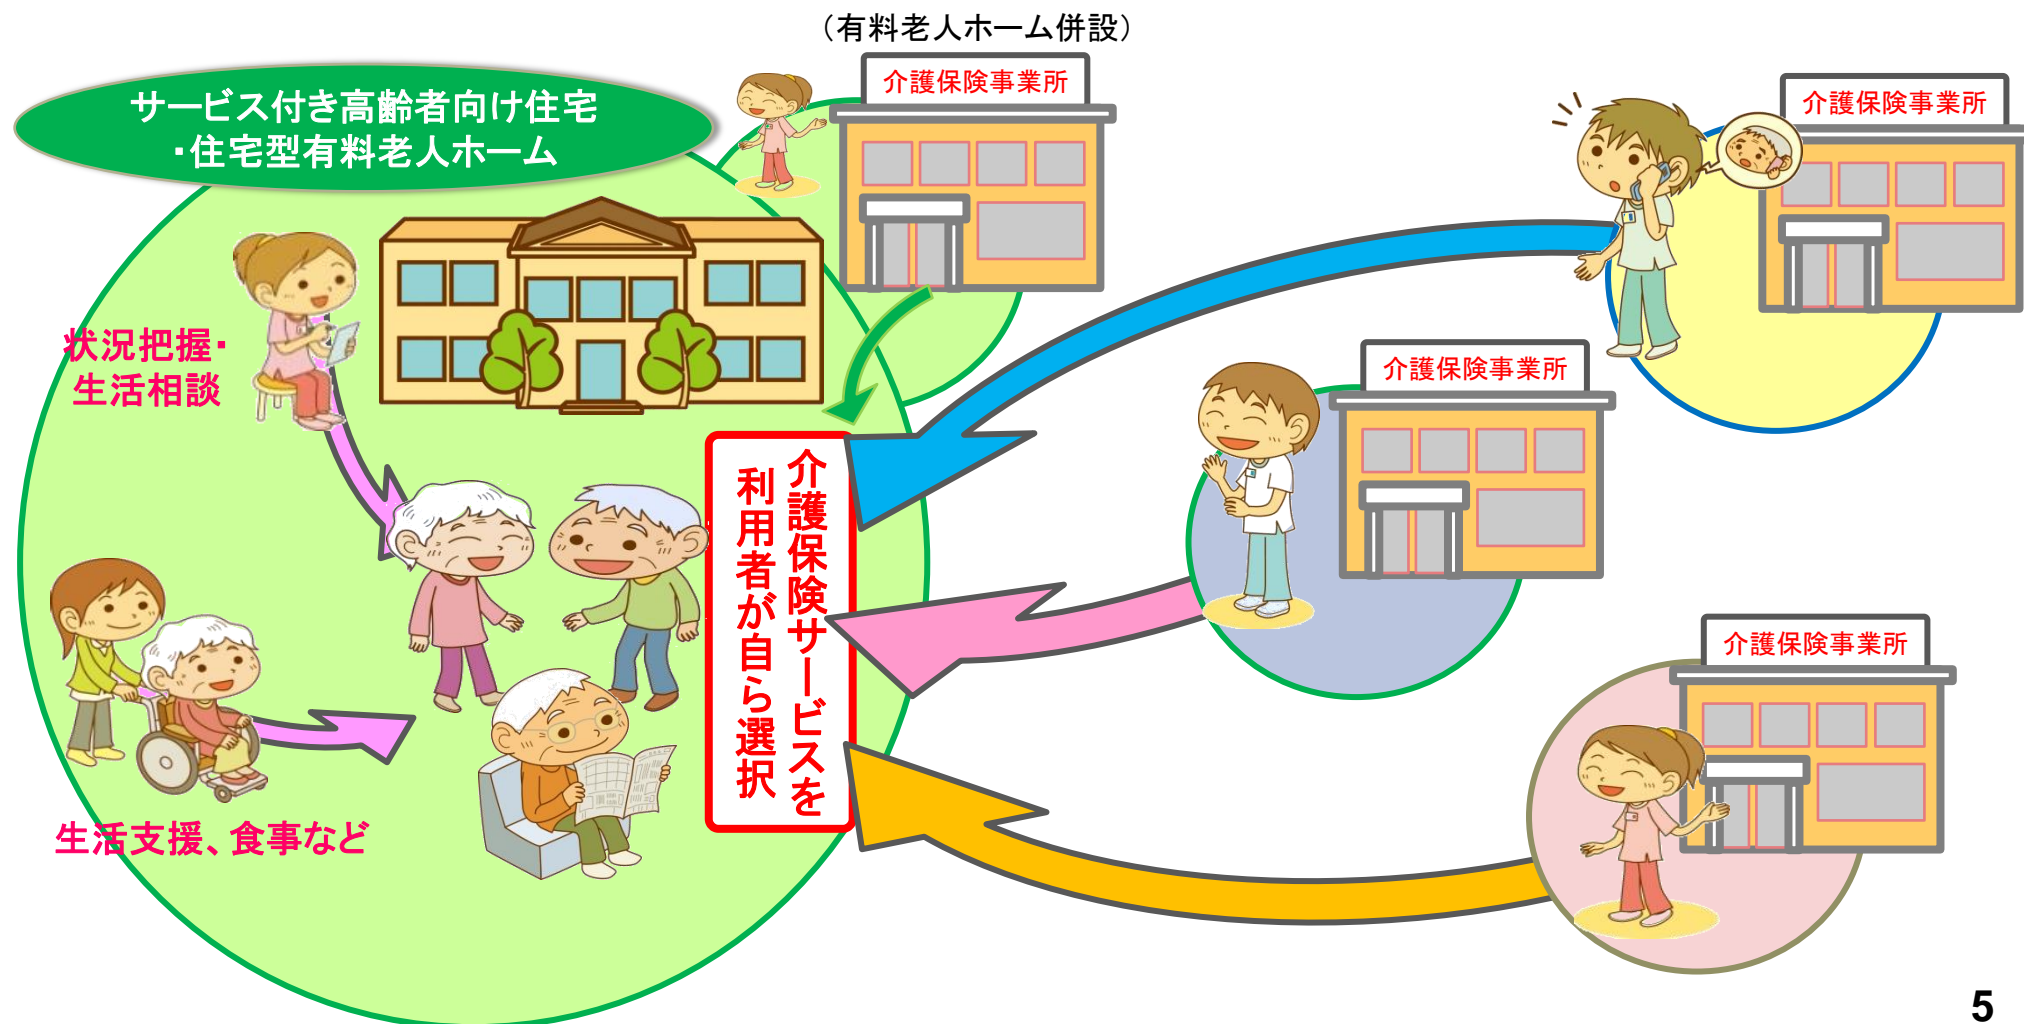 （有料老人ホーム併設）
介護保険事業所
サービス付き高齢者向け住宅
・住宅型有料老人ホーム
介護保険事業所
状況把握・
生活相談
介護保険事業所
介護保険サービスを
利用者が自ら選択
介護保険事業所
生活支援、食事など
5